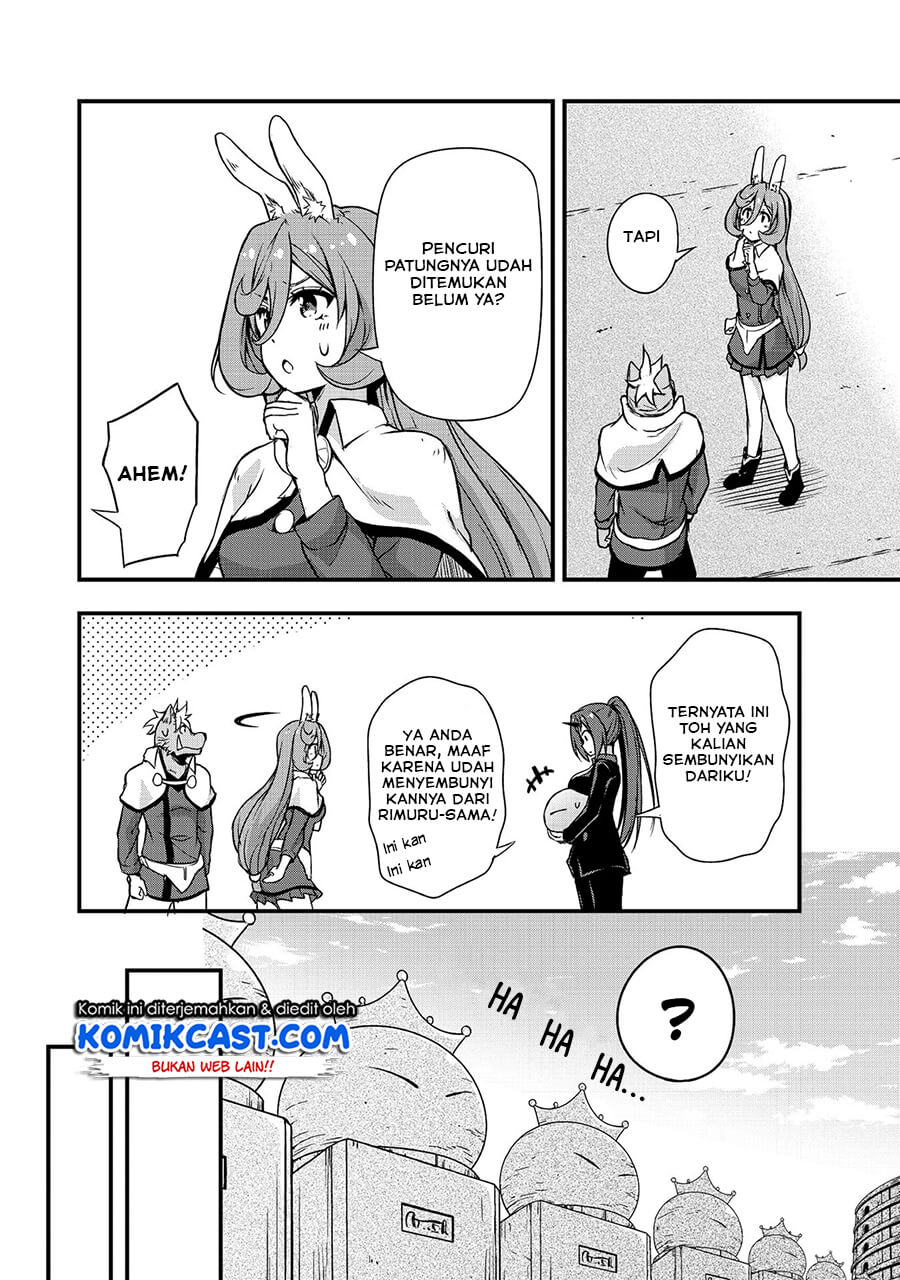 TAPI
PENCURI
PATUNGNYA UDAH
DITEMUKAN
BELUM YA?
AHEM!
TERNYATA INI
TOH YANG
KALIAN
SEMBUNYIKAN
DARIKU!
YA ANDA
BENAR, MAAF
KARENA UDAH
MENYEMBUNYI
KANNYA DARI
RIMURU-SAMA!
Ini kan
Ini kan
?
HA
HA
HA...
Komik ini diterjemahkan & diedit oleh
KOMIKCAST.COM
BUKAN WEB LAIN!!